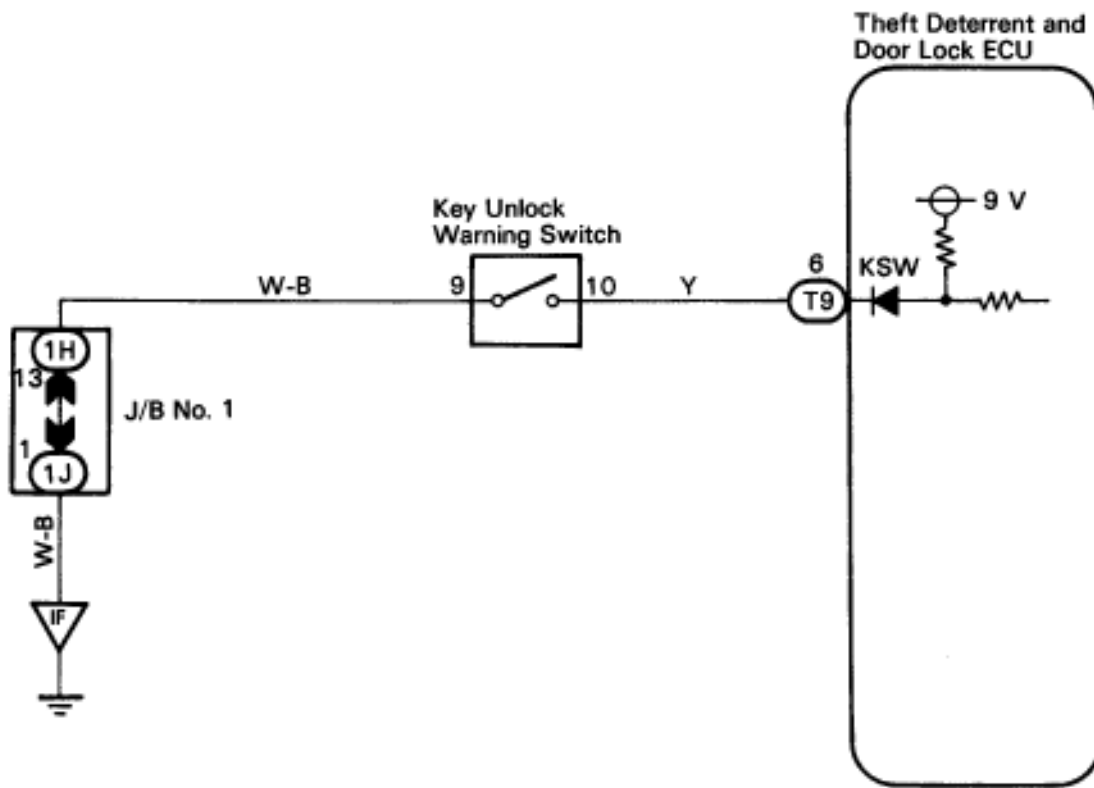 Theft Deterrent and
Door Lock ECU
9 V
Key Unlock
Warning Switch
6
KSW
W-B
9
10
Y
T9
1H
13
J/B No. 1
1
1J
W-B
IF